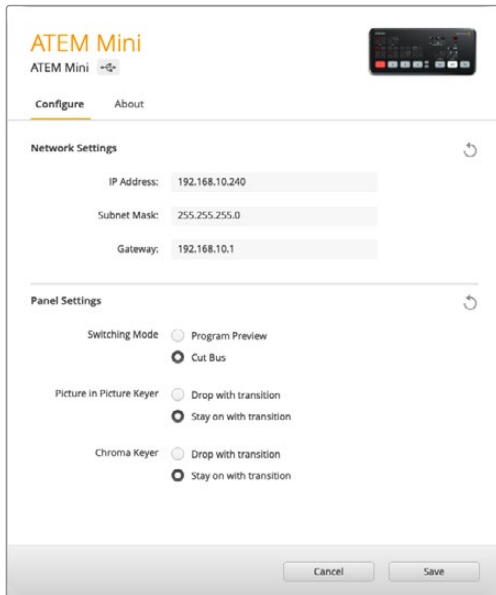 ATEM Mini
ATEM Mini
Configure About
Network Settings
IP Address: 192.168.10.240
Subnet Mask: 255.255.255.0
Gateway: 192.168.10.1
Panel Settings
Switching Mode Program Preview
Cut Bus
Picture in Picture Keyer Drop with transition
Stay on with transition
Chroma Keyer Drop with transition
Stay on with transition
Cancel Save